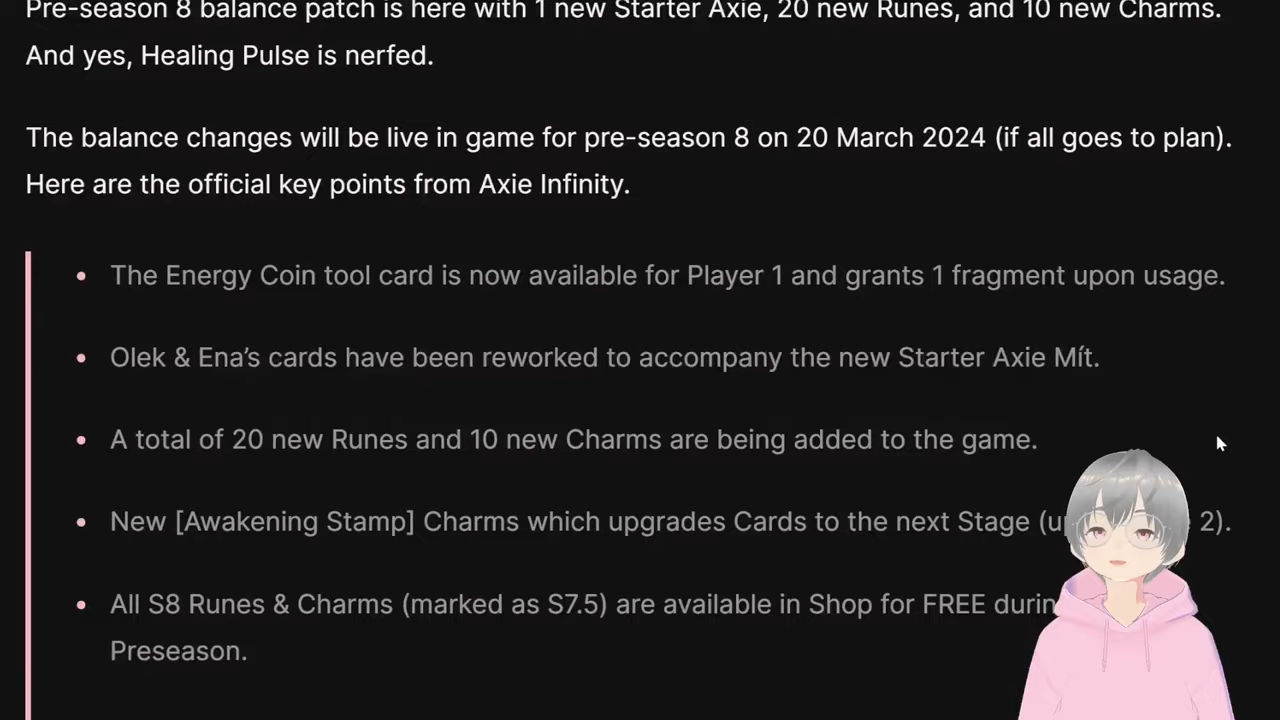 Pre-season 8 balance patch is here with 1 new Starter Axie, 20 new Runes, and 10 new Charms.
And yes, Healing Pulse is nerfed.
The balance changes will be live in game for pre-season 8 on 20 March 2024 (if all goes to plan).
Here are the official key points from Axie Infinity.
• The Energy Coin tool card is now available for Player 1 and grants 1 fragment upon usage.
• Olek & Ena’s cards have been reworked to accompany the new Starter Axie Mít.
• A total of 20 new Runes and 10 new Charms are being added to the game.
• New [Awakening Stamp] Charms which upgrades Cards to the next Stage 2).
• All S8 Runes & Charms (marked as S7.5) are available in Shop for FREE
Preseason.